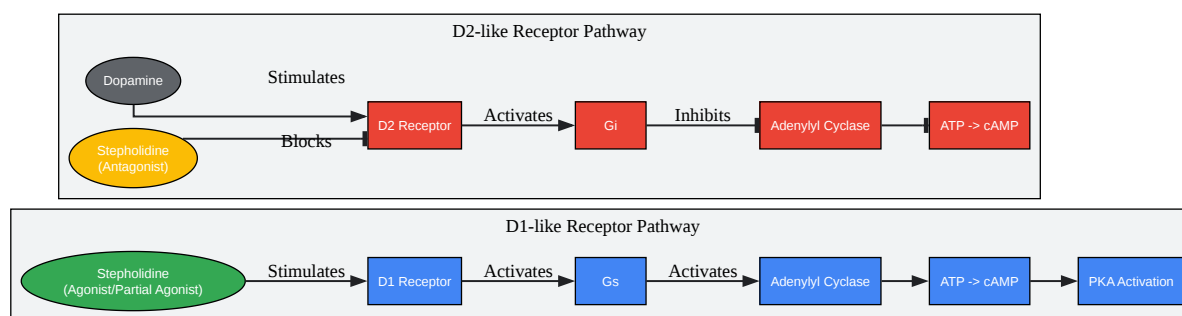 D2-like Receptor Pathway
Dopamine
Stimulates
D2 Receptor
Activates
Gi
Inhibits
Adenylyl Cyclase
ATP -> cAMP
Blocks
Stepholidine
(Antagonist)
D1-like Receptor Pathway
Stepholidine
(Agonist/Partial Agonist)
Stimulates
D1 Receptor
Activates
Gs
Activates
Adenylyl Cyclase
ATP -> cAMP
PKA Activation